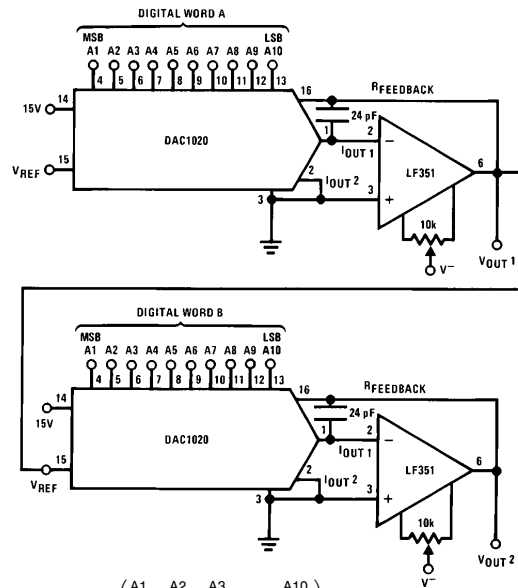 DIGITAL WORD A
MSB LSB
A1 A2 A3 A4 A5 A6 A7 A8 A9 A10
4 5 6 7 8 9 10 11 12 13
16 RFEEDBACK
15V 14
24 pF
DAC1020
1 IOUT 1
2 −
LF351
6
VREF 15
2 IOUT 2
3
3 +
10k
V−
VOUT 1
DIGITAL WORD B
MSB LSB
A1 A2 A3 A4 A5 A6 A7 A8 A9 A10
4 5 6 7 8 9 10 11 12 13
16 RFEEDBACK
14
15V
24 pF
DAC1020
1 IOUT 1
2 −
LF351
6
15
VREF
2 IOUT 2
3
3 +
10k
V−
VOUT 2
(A1 A2 A3 A10)